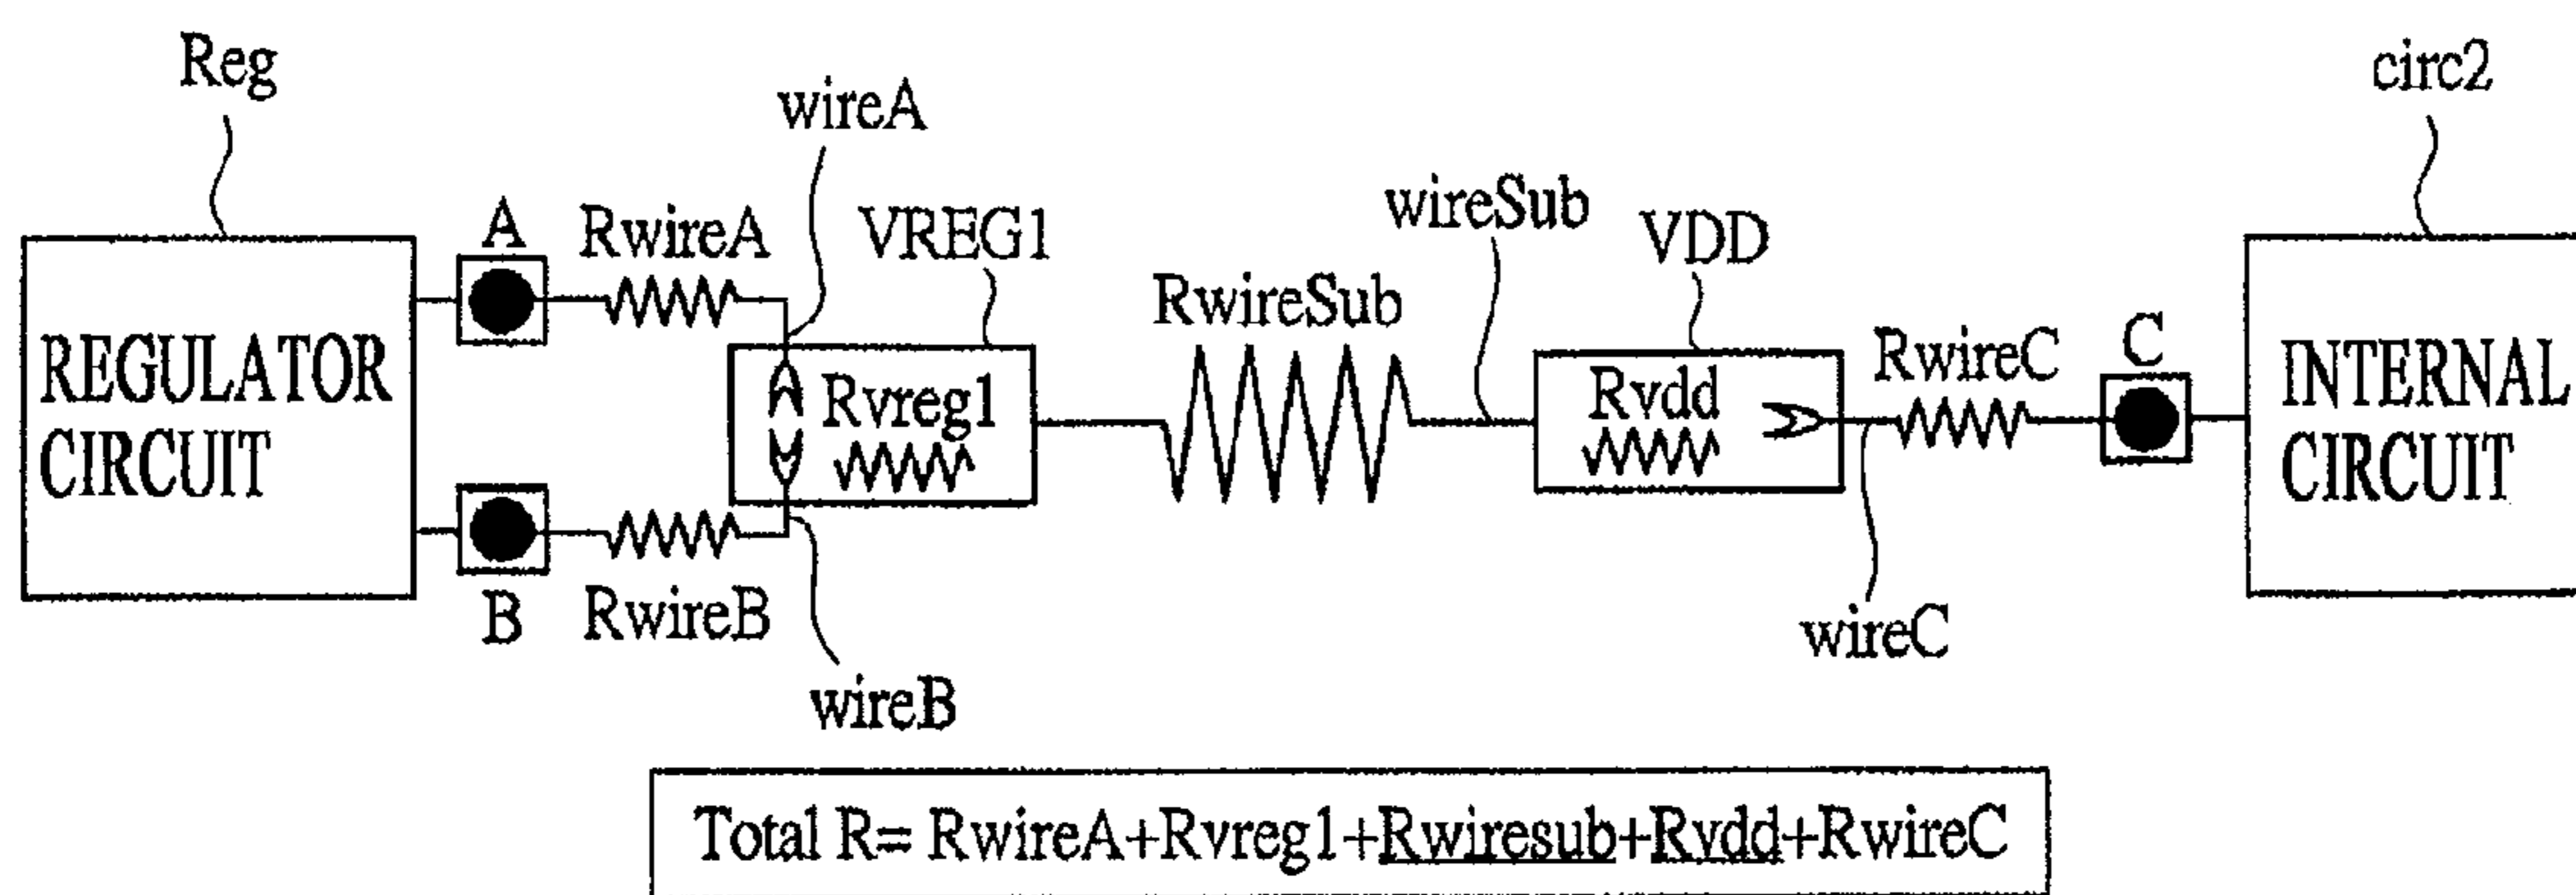 Reg
circ2
wireA
wireSub
A
RwireA
VREG1
VDD
RwireSub
RwireC
C
REGULATOR
CIRCUIT
Rvreg1
Rvdd
INTERNAL
CIRCUIT
B
RwireB
wireC
wireB
Total R= RwireA+Rvreg1+Rwiresub+Rvdd+RwireC